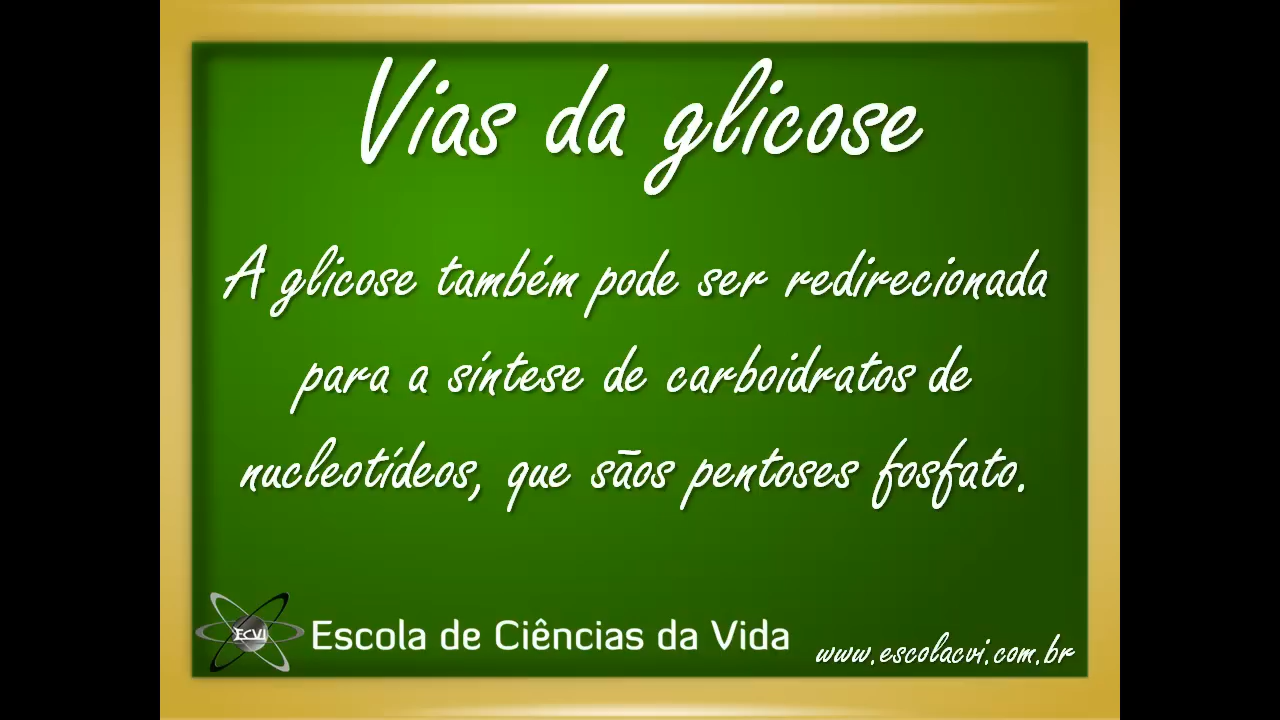 Vias da glicose
A glicose também pode ser redirecionada
para a síntese de carboidratos de
nucleotídeos, que sãos pentoses fosfato.
ECVI
Escola de Ciências da Vida
www.escolacvi.com.br